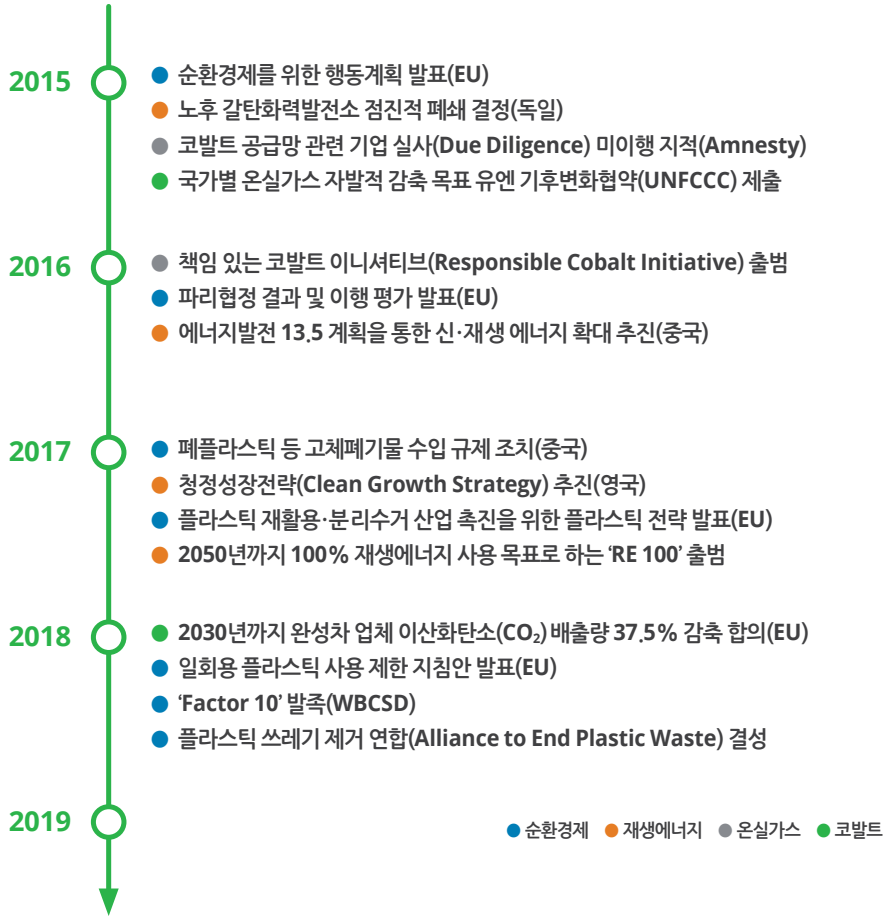 2015
순환경제를 위한 행동계획 발표(EU)
노후 갈탄화력발전소 점진적 폐쇄 결정(독일)
코발트 공급망 관련 기업 실사(Due Diligence) 미이행 지적(Amnesty)
국가별 온실가스 자발적 감축 목표 유엔 기후변화협약(UNFCCC) 제출
2016
책임 있는 코발트 이니셔티브(Responsible Cobalt Initiative) 출범
파리협정 결과 및 이행 평가 발표(EU)
에너지발전 13.5 계획을 통한 신·재생 에너지 확대 추진(중국)
2017
폐플라스틱 등 고체폐기물 수입 규제 조치(중국)
청정성장전략(Clean Growth Strategy) 추진(영국)
플라스틱 재활용·분리수거 산업 촉진을 위한 플라스틱 전략 발표(EU)
2050년까지 100% 재생에너지 사용 목표로 하는 ‘RE 100’ 출범
2018
2030년까지 완성차 업체 이산화탄소(CO₂) 배출량 37.5% 감축 합의(EU)
일회용 플라스틱 사용 제한 지침안 발표(EU)
‘Factor 10’ 발족(WBCSD)
플라스틱 쓰레기 제거 연합(Alliance to End Plastic Waste) 결성
2019
순환경제 재생에너지 온실가스 코발트